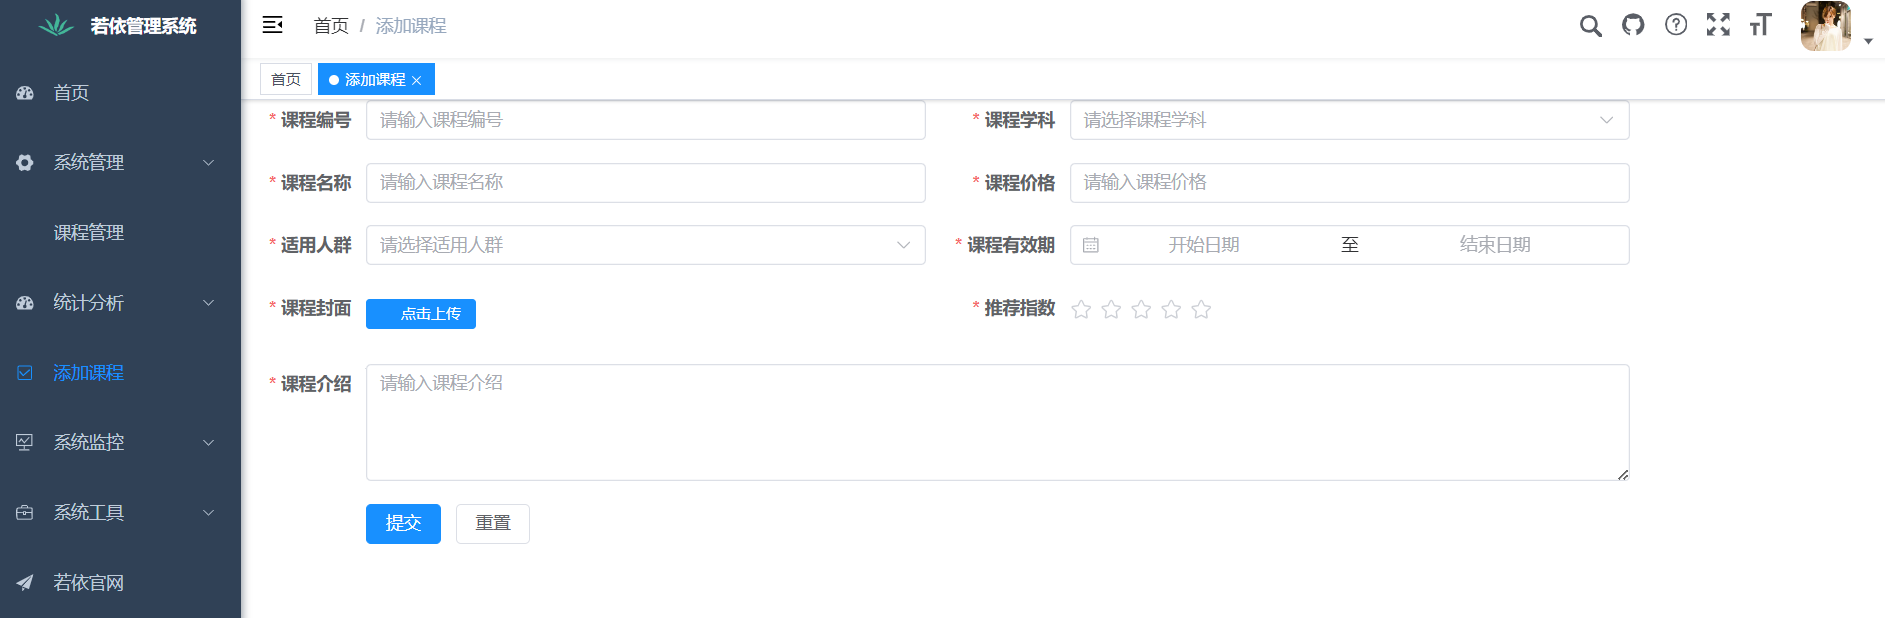 若依管理系统
首页 / 添加课程
首页
添加课程
首页
系统管理
课程管理
统计分析
添加课程
系统监控
系统工具
若依官网
* 课程编号 请输入课程编号
* 课程学科 请选择课程学科
* 课程名称 请输入课程名称
* 课程价格 请输入课程价格
* 适用人群 请选择适用人群
* 课程有效期 开始日期 至 结束日期
* 课程封面 点击上传
* 推荐指数
* 课程介绍 请输入课程介绍
提交 重置